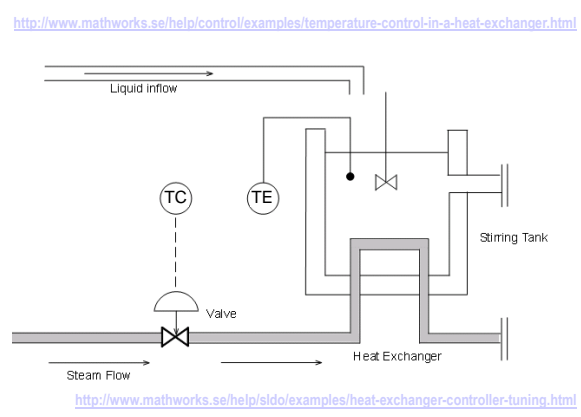 http://www.mathworks.se/help/control/examples/temperature-control-in-a-heat-exchanger.html
Liquid inflow
TC
TE
Stirring Tank
Valve
Heat Exchanger
Steam Flow
http://www.mathworks.se/help/sldo/examples/heat-exchanger-controller-tuning.html